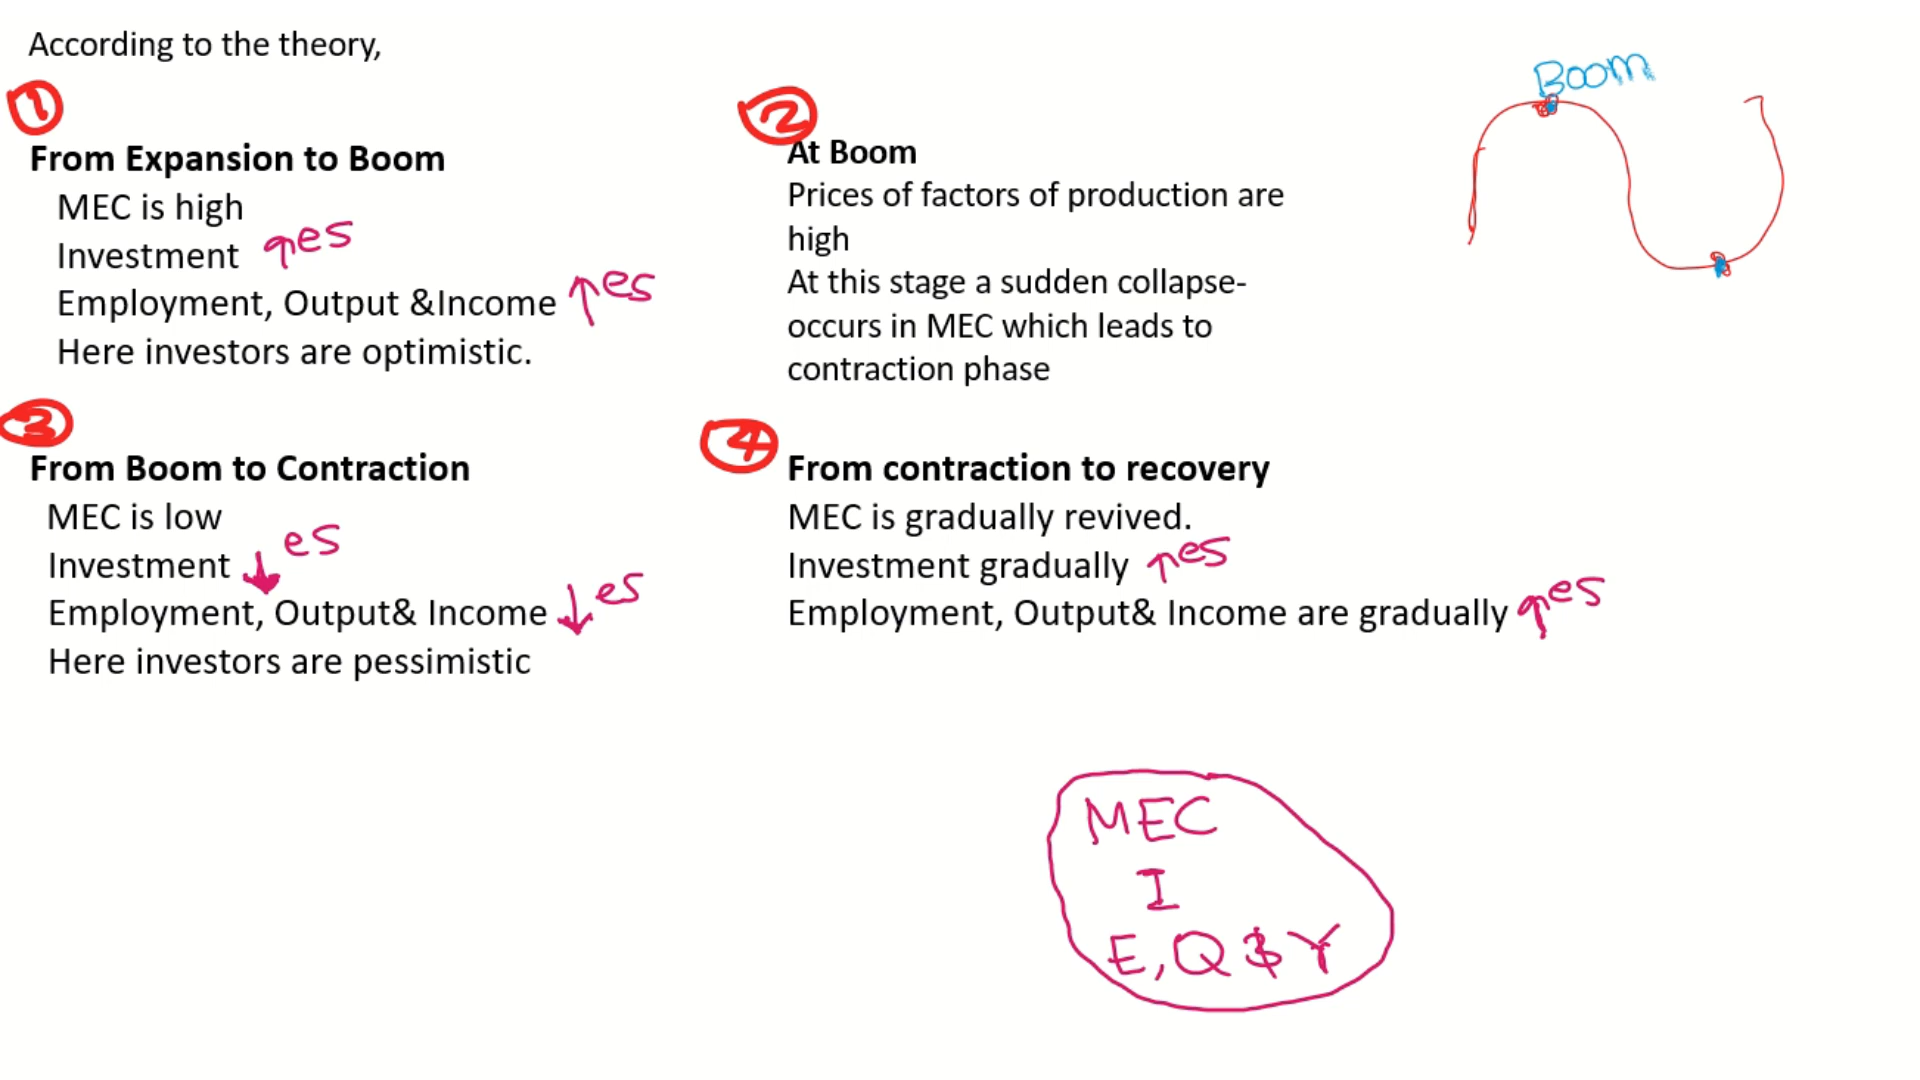 According to the theory,
1
From Expansion to Boom
MEC is high
Investment ↑es
Employment, Output &Income ↑es
Here investors are optimistic.
2
At Boom
Prices of factors of production are
high
At this stage a sudden collapse-
occurs in MEC which leads to
contraction phase
Boom
3
From Boom to Contraction
MEC is low
Investment ↓es
Employment, Output& Income ↓es
Here investors are pessimistic
4
From contraction to recovery
MEC is gradually revived.
Investment gradually ↑es
Employment, Output& Income are gradually ↑es
MEC
I
E, Q & Y